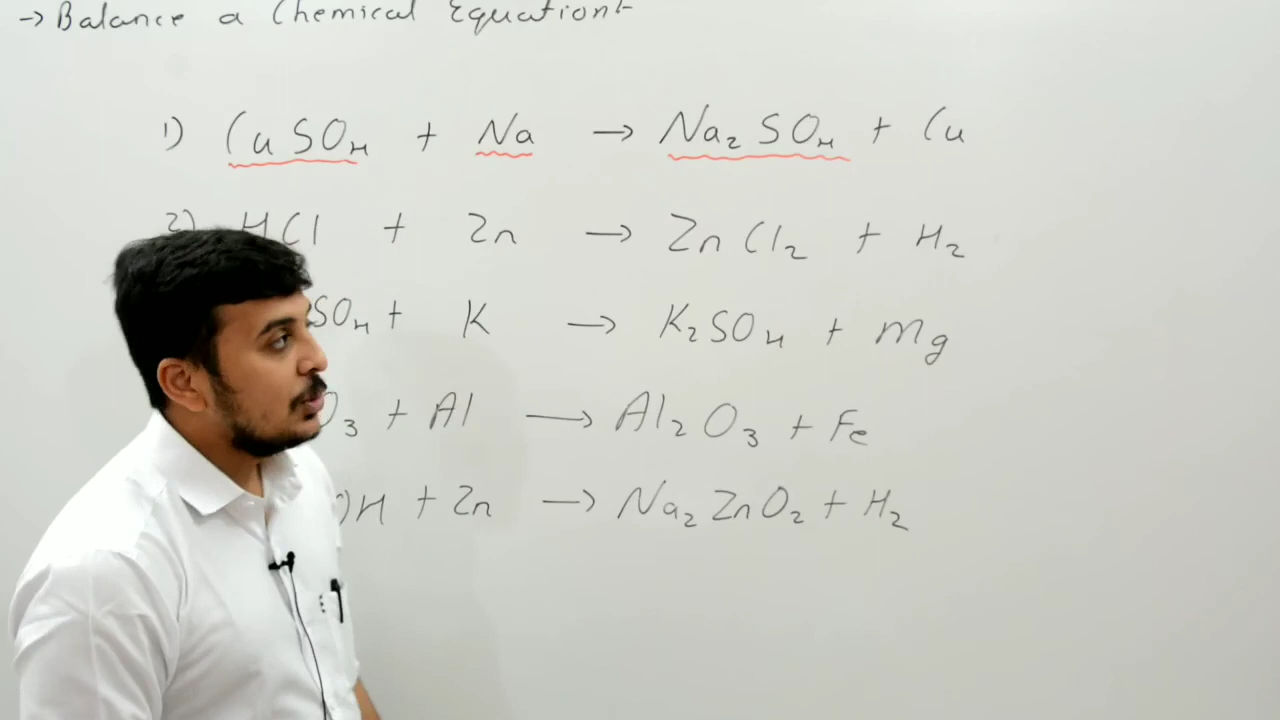 → Balance a Chemical Equation:-
1) CuSO₄ + Na → Na₂SO₄ + Cu
2) HCl + Zn → ZnCl₂ + H₂
SO₄ + K → K₂SO₄ + Mg
O₃ + Al → Al₂O₃ + Fe
OH + Zn → Na₂ZnO₂ + H₂